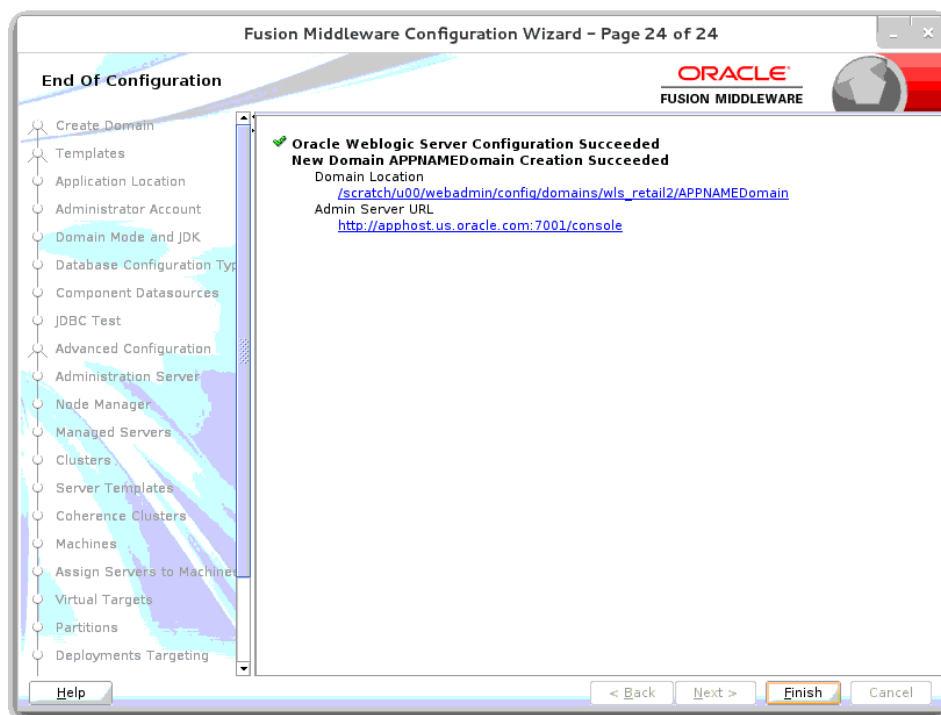 Fusion Middleware Configuration Wizard – Page 24 of 24
End Of Configuration
ORACLE
FUSION MIDDLEWARE
Create Domain
Templates
Application Location
Administrator Account
Domain Mode and JDK
Database Configuration Typ
Component Datasources
JDBC Test
Advanced Configuration
Administration Server
Node Manager
Managed Servers
Clusters
Server Templates
Coherence Clusters
Machines
Assign Servers to Machines
Virtual Targets
Partitions
Deployments Targeting
Oracle Weblogic Server Configuration Succeeded
New Domain APPNAMEDomain Creation Succeeded
Domain Location
/scratch/u00/webadmin/config/domains/wls_retail2/APPNAMEDomain
Admin Server URL
http://apphost.us.oracle.com:7001/console
Help
< Back
Next >
Finish
Cancel